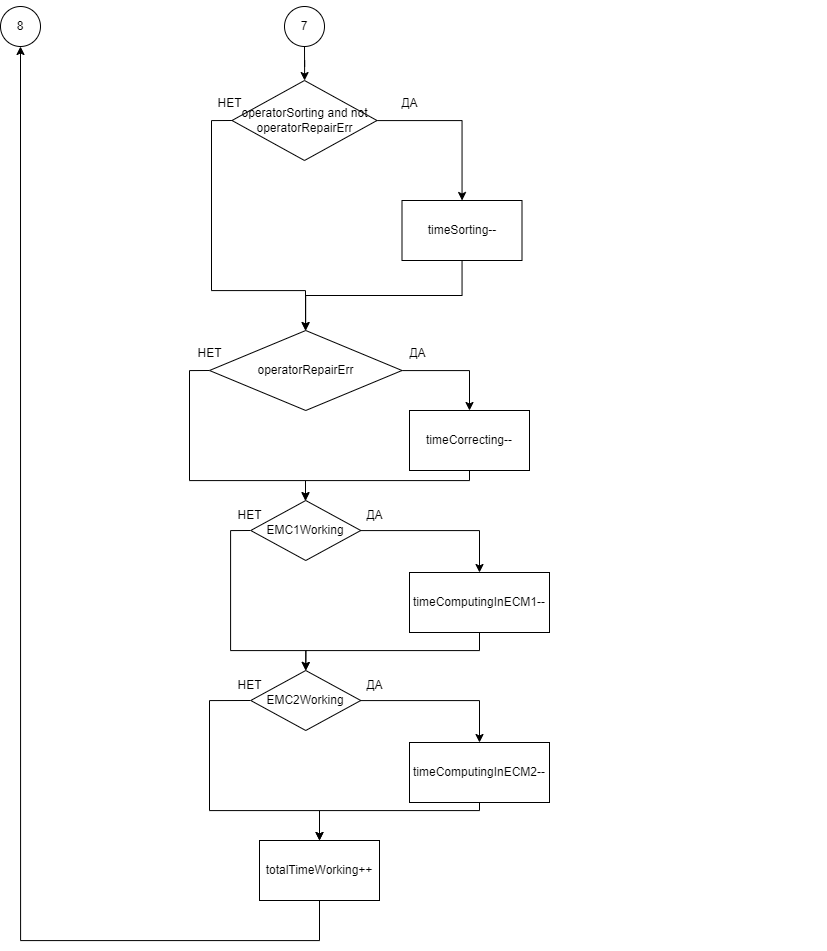 8
7
НЕТ
ДА
operatorSorting and not
operatorRepairErr
timeSorting--
НЕТ
ДА
operatorRepairErr
timeCorrecting--
НЕТ
ДА
EMC1Working
timeComputingInECM1--
НЕТ
ДА
EMC2Working
timeComputingInECM2--
totalTimeWorking++